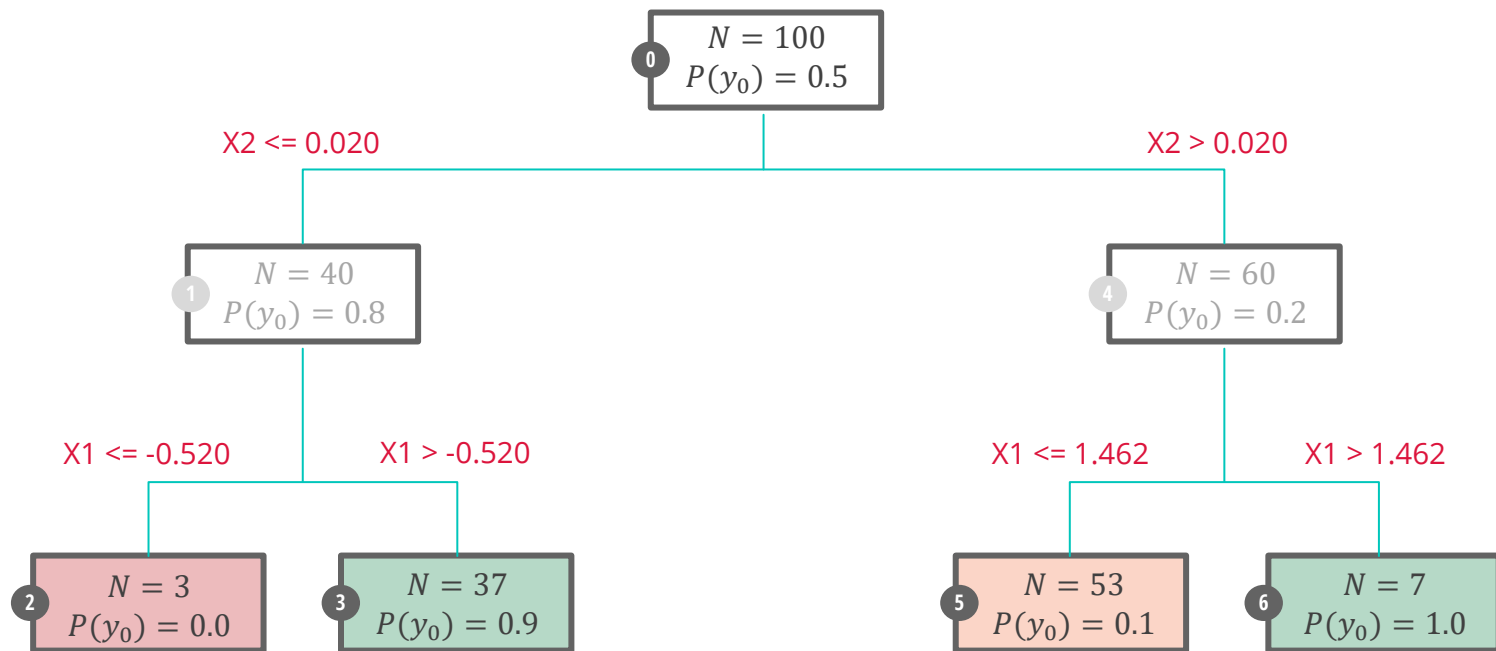 0
N = 100
P(y₀) = 0.5
X2 <= 0.020
X2 > 0.020
1
N = 40
P(y₀) = 0.8
4
N = 60
P(y₀) = 0.2
X1 <= -0.520
X1 > -0.520
X1 <= 1.462
X1 > 1.462
2
N = 3
P(y₀) = 0.0
3
N = 37
P(y₀) = 0.9
5
N = 53
P(y₀) = 0.1
6
N = 7
P(y₀) = 1.0